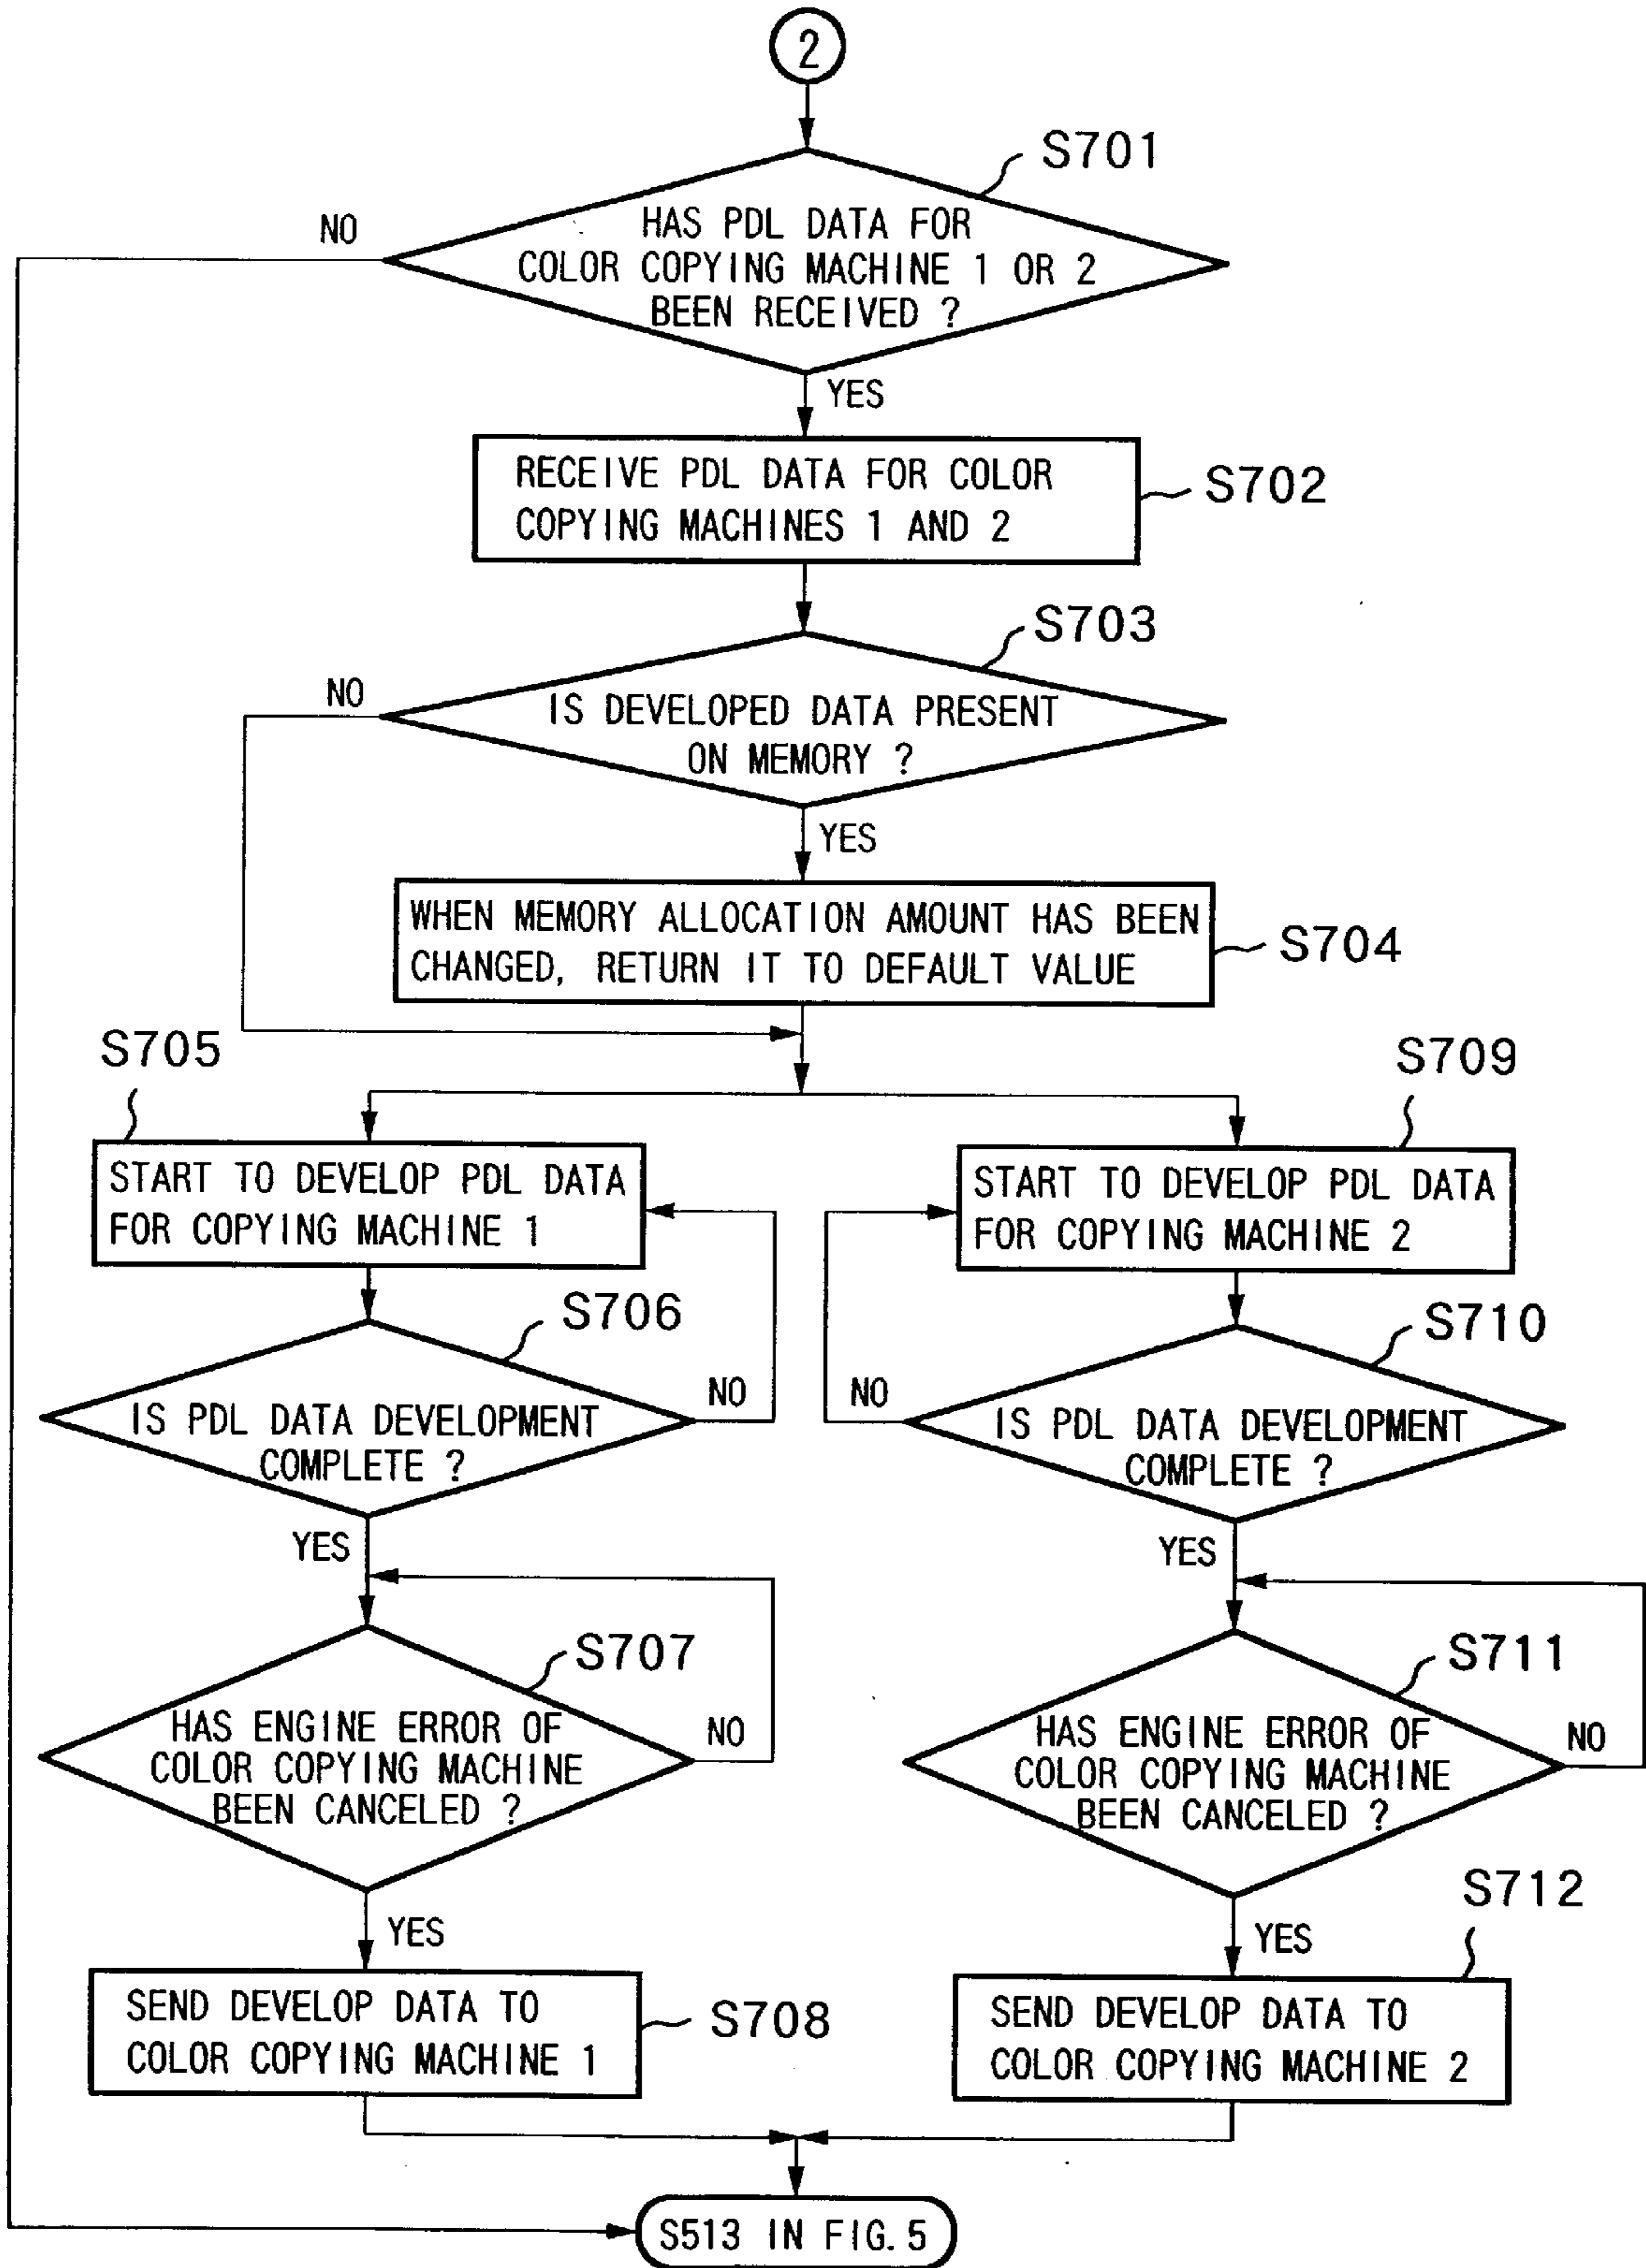 2
S701
NO
HAS PDL DATA FOR
COLOR COPYING MACHINE 1 OR 2
BEEN RECEIVED ?
YES
RECEIVE PDL DATA FOR COLOR
COPYING MACHINES 1 AND 2
S702
S703
NO
IS DEVELOPED DATA PRESENT
ON MEMORY ?
YES
WHEN MEMORY ALLOCATION AMOUNT HAS BEEN
CHANGED, RETURN IT TO DEFAULT VALUE
S704
S705
START TO DEVELOP PDL DATA
FOR COPYING MACHINE 1
S706
NO
IS PDL DATA DEVELOPMENT
COMPLETE ?
YES
S707
HAS ENGINE ERROR OF
COLOR COPYING MACHINE
BEEN CANCELED ?
NO
YES
SEND DEVELOP DATA TO
COLOR COPYING MACHINE 1
S708
S709
START TO DEVELOP PDL DATA
FOR COPYING MACHINE 2
S710
NO
IS PDL DATA DEVELOPMENT
COMPLETE ?
YES
S711
HAS ENGINE ERROR OF
COLOR COPYING MACHINE
BEEN CANCELED ?
NO
YES
S712
SEND DEVELOP DATA TO
COLOR COPYING MACHINE 2
S513 IN FIG. 5